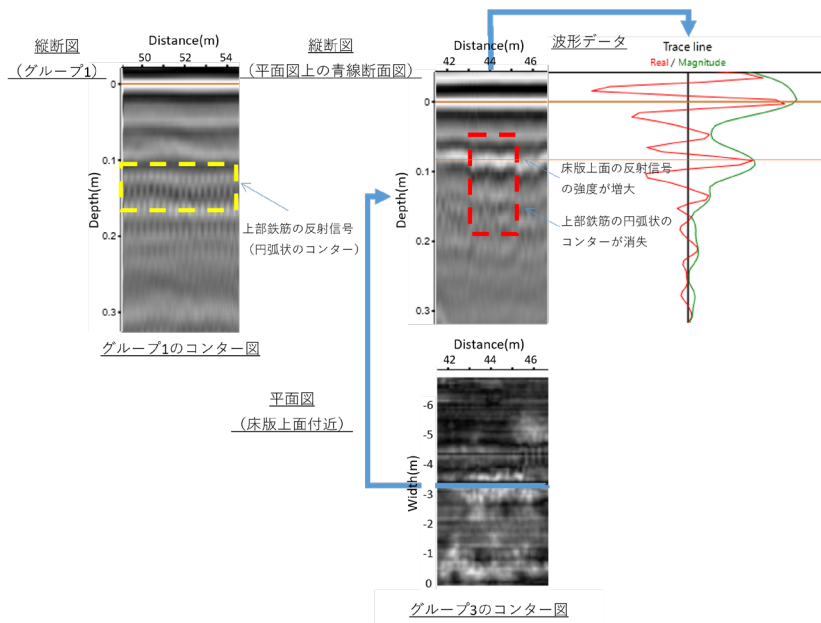 縦断図
（グループ1）
Distance(m)
50 52 54
0
0.1
0.2
0.3
Depth(m)
上部鉄筋の反射信号
（円弧状のコンター）
グループ1のコンター図
縦断図
（平面図上の青線断面図）
Distance(m)
42 44 46
0
0.1
0.2
0.3
Depth(m)
床版上面の反射信号
の強度が増大
上部鉄筋の円弧状の
コンターが消失
波形データ
Trace line
Real / Magnitude
平面図
（床版上面付近）
Distance(m)
42 44 46
-6
-5
-4
-3
-2
-1
0
Width(m)
グループ3のコンター図